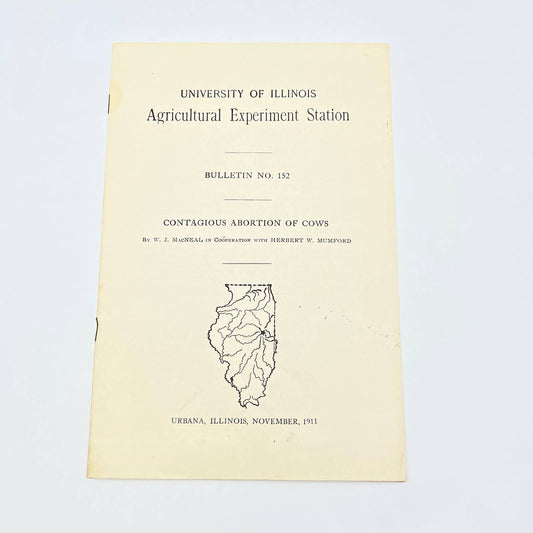 UNIVERSITY OF ILLINOIS
Agricultural Experiment Station
BULLETIN NO. 152
CONTAGIOUS ABORTION OF COWS
BY W. J. MACNEAL IN COOPERATION WITH HERBERT W. MUMFORD
URBANA, ILLINOIS, NOVEMBER, 1911